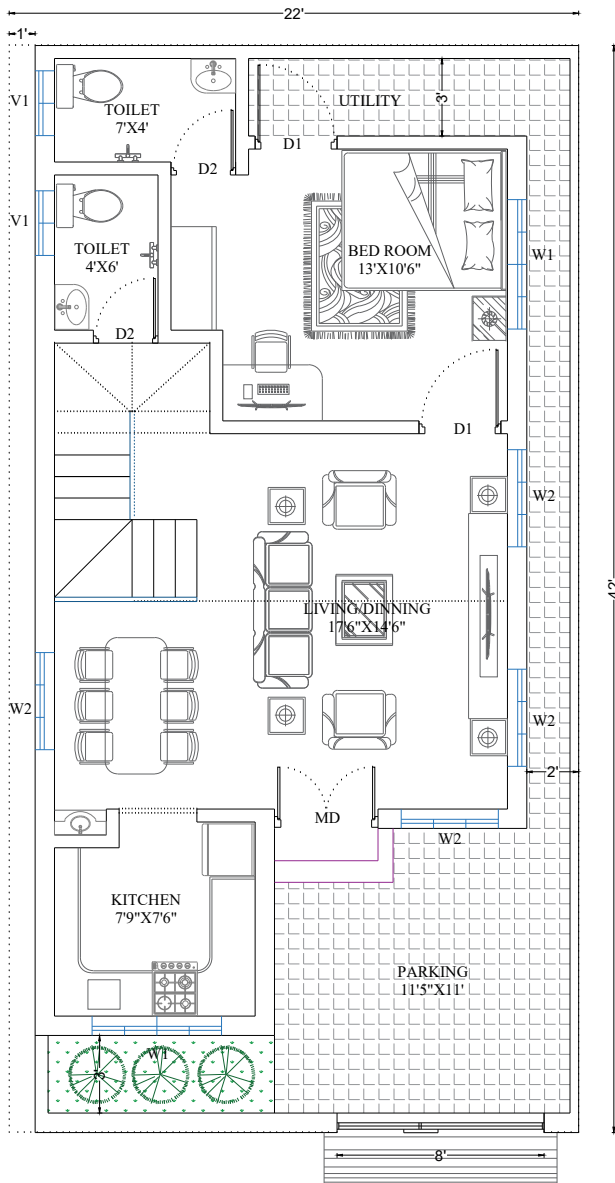 22'
1'
V1
TOILET
7'X4'
UTILITY
3'
D1
D2
V1
TOILET
4'X6'
BED ROOM
13'X10'6"
W1
D2
D1
W2
42'
LIVING/DINNING
17'6"X14'6"
W2
W2
2'
MD
W2
KITCHEN
7'9"X7'6"
PARKING
11'5"X11'
W1
3'
8'